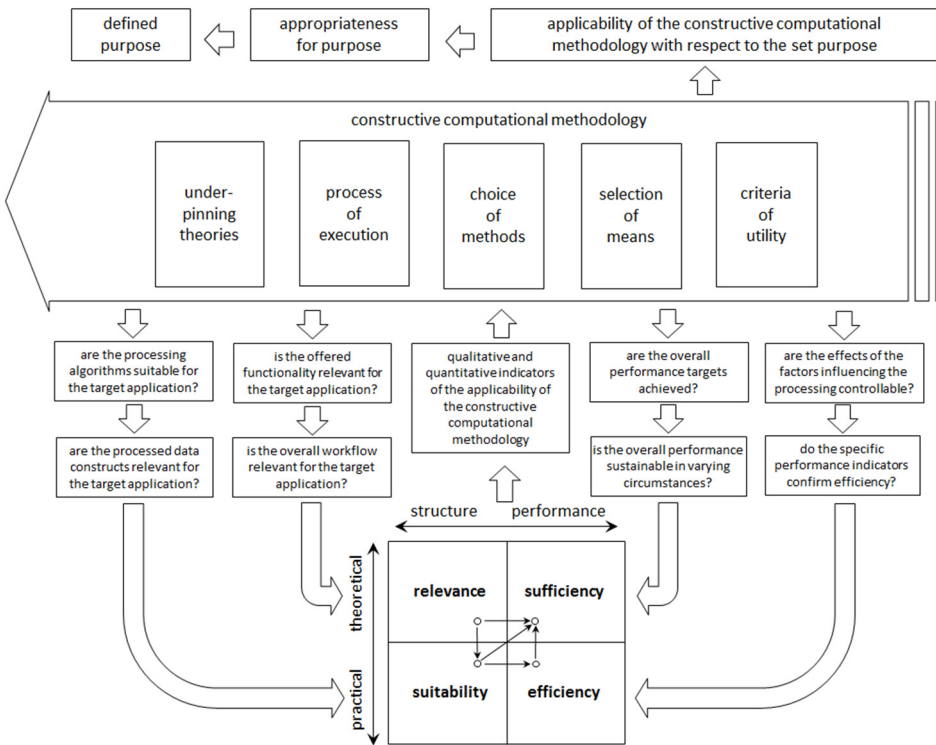 defined
purpose
appropriateness
for purpose
applicability of the constructive computational
methodology with respect to the set purpose
constructive computational methodology
under-
pinning
theories
process
of
execution
choice
of
methods
selection
of
means
criteria
of
utility
are the processing
algorithms suitable for
the target application?
is the offered
functionality relevant for
the target application?
qualitative and
quantitative indicators
of the applicability of
the constructive
computational
methodology
are the overall
performance targets
achieved?
are the effects of the
factors influencing the
processing controllable?
are the processed data
constructs relevant for
the target application?
is the overall workflow
relevant for the target
application?
is the overall performance
sustainable in varying
circumstances?
do the specific
performance indicators
confirm efficiency?
structure performance
theoretical
practical
relevance
sufficiency
suitability
efficiency